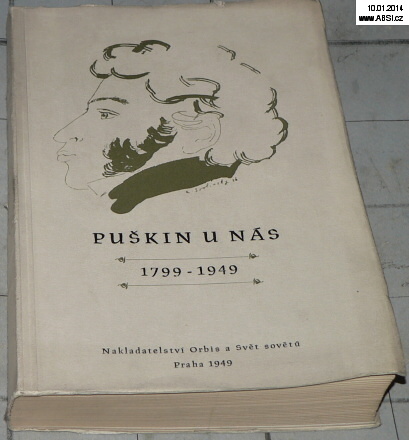 10.01.2014
www.ABSI.cz
PUŠKIN U NÁS
1799 - 1949
Nakladatelství Orbis a Svět sovětů
Praha 1949